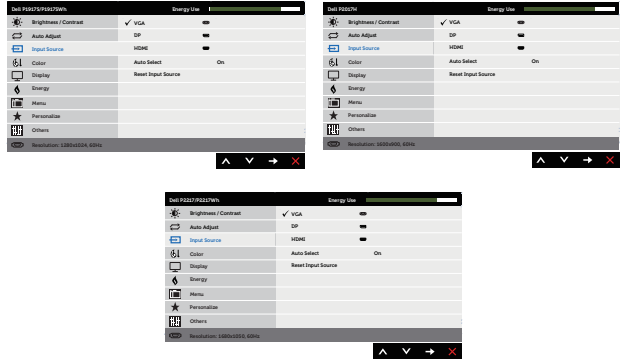 Dell P1917S/P1917SWh Energy Use
Brightness / Contrast ✓ VGA
Auto Adjust DP
Input Source HDMI
Color Auto Select On
Display Reset Input Source
Energy
Menu
Personalize
Others
Resolution: 1280x1024, 60Hz
Dell P2017H Energy Use
Brightness / Contrast ✓ VGA
Auto Adjust DP
Input Source HDMI
Color Auto Select On
Display Reset Input Source
Energy
Menu
Personalize
Others
Resolution: 1600x900, 60Hz
Dell P2217/P2217Wh Energy Use
Brightness / Contrast ✓ VGA
Auto Adjust DP
Input Source HDMI
Color Auto Select On
Display Reset Input Source
Energy
Menu
Personalize
Others
Resolution: 1680x1050, 60Hz